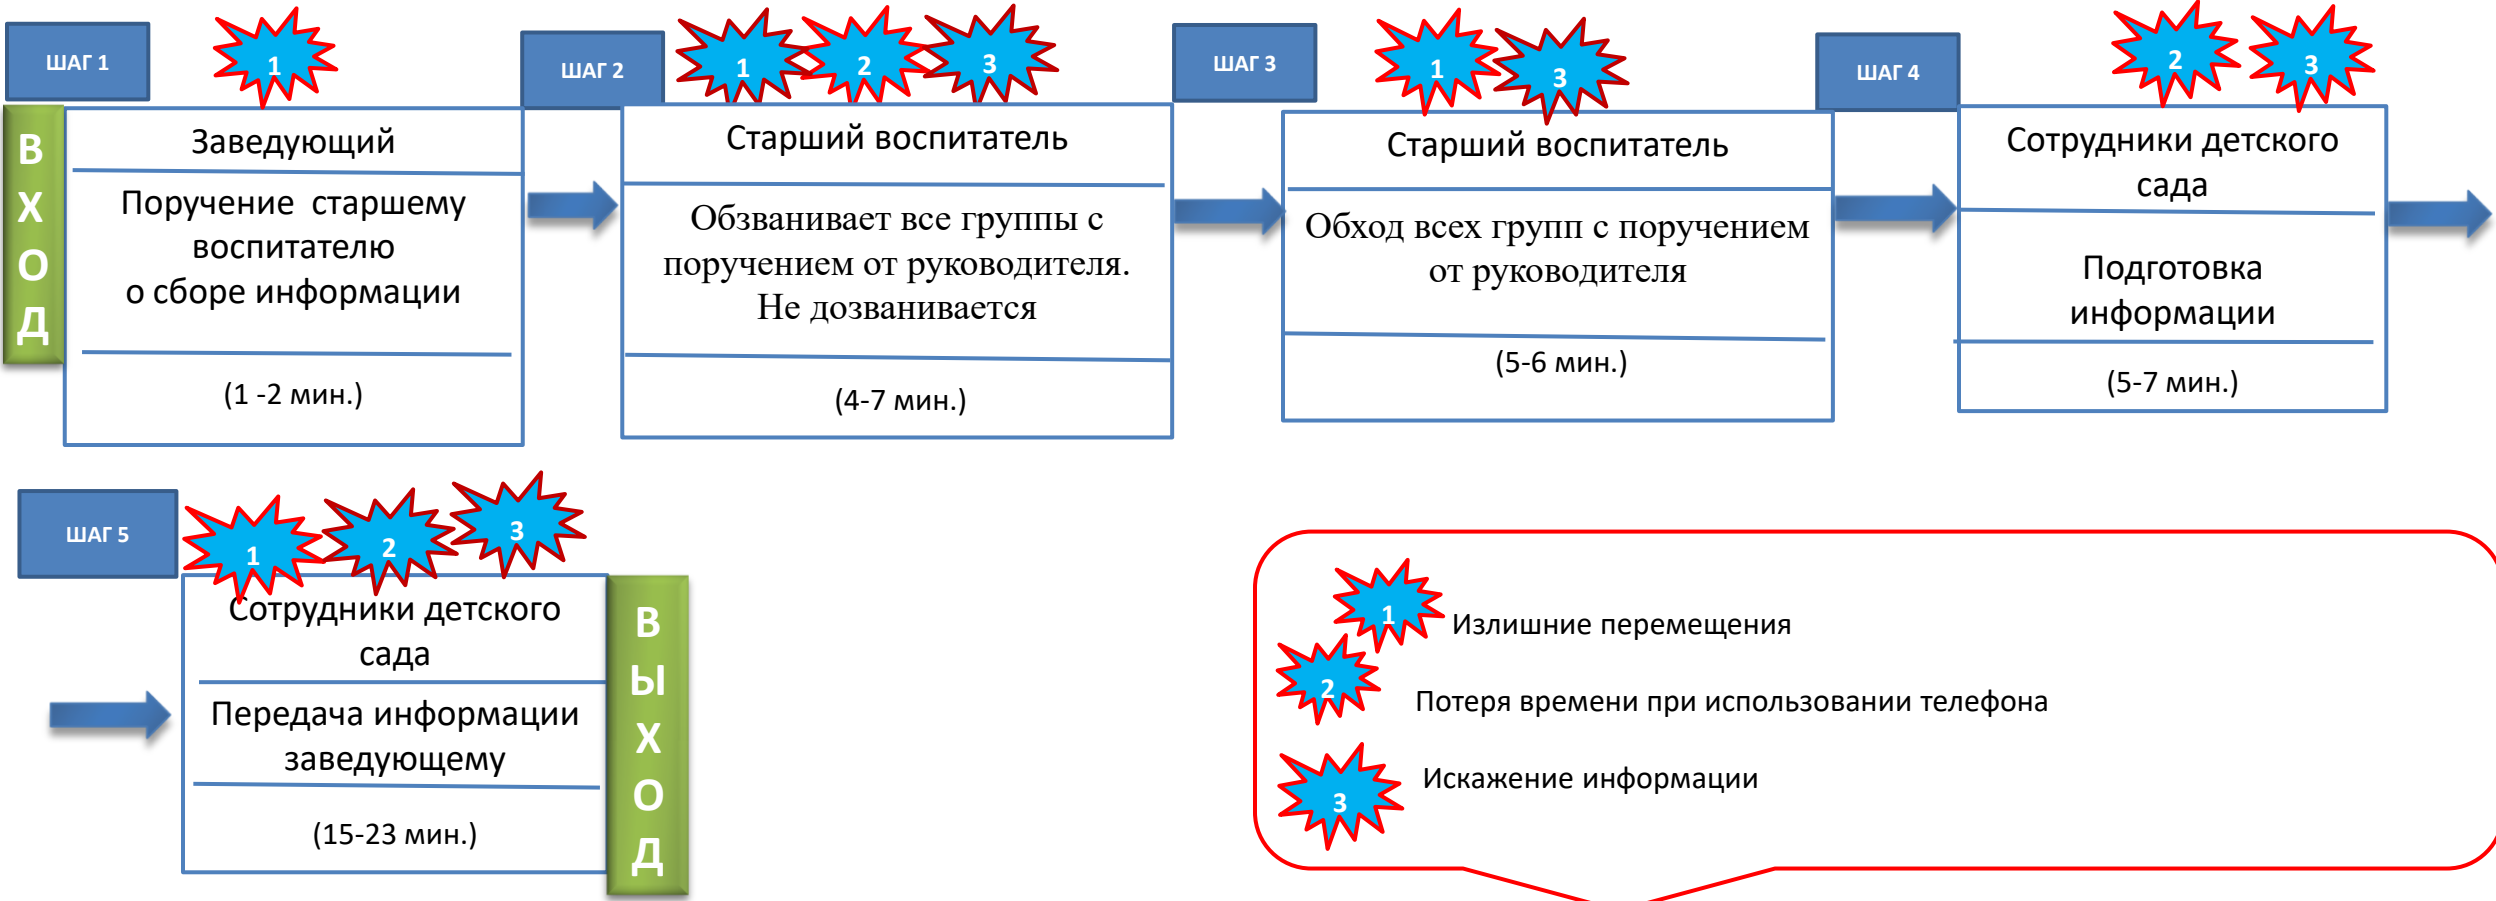 ШАГ 1
1
ВХОД
Заведующий
Поручение старшему
воспитателю
о сборе информации
(1 -2 мин.)
ШАГ 2
1
2
3
Старший воспитатель
Обзванивает все группы с
поручением от руководителя.
Не дозванивается
(4-7 мин.)
ШАГ 3
1
3
Старший воспитатель
Обход всех групп с поручением
от руководителя
(5-6 мин.)
ШАГ 4
2
3
Сотрудники детского
сада
Подготовка
информации
(5-7 мин.)
ШАГ 5
1
2
3
Сотрудники детского
сада
Передача информации
заведующему
(15-23 мин.)
ВЫХОД
1 Излишние перемещения
2 Потеря времени при использовании телефона
3 Искажение информации